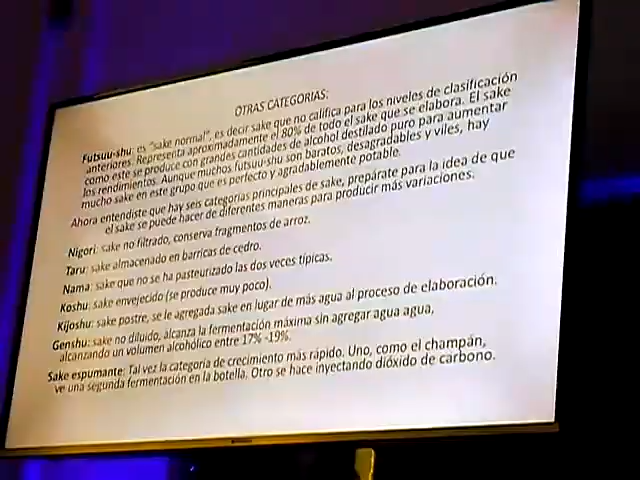 OTRAS CATEGORIAS:
Futsuu-shu: es "sake normal", es decir sake que no califica para los niveles de clasificación
anteriores. Representa aproximadamente el 80% de todo el sake que se elabora. El sake
como este se produce con grandes cantidades de alcohol destilado puro para aumentar
los rendimientos. Aunque muchos futsuu-shu son baratos, desagradables y viles, hay
mucho sake en este grupo que es perfecto y agradablemente potable.
Ahora entendiste que hay seis categorías principales de sake, prepárate para la idea de que
el sake se puede hacer de diferentes maneras para producir más variaciones.
Nigori: sake no filtrado, conserva fragmentos de arroz.
Taru: sake almacenado en barricas de cedro.
Nama: sake que no se ha pasteurizado las dos veces típicas.
Koshu: sake envejecido (se produce muy poco).
Kijoshu: sake postre, se le agregada sake en lugar de más agua al proceso de elaboración.
Genshu: sake no diluido, alcanza la fermentación máxima sin agregar agua agua,
alcanzando un volumen alcohólico entre 17% -19%.
Sake espumante: Tal vez la categoría de crecimiento más rápido. Uno, como el champán,
ve una segunda fermentación en la botella. Otro se hace inyectando dióxido de carbono.